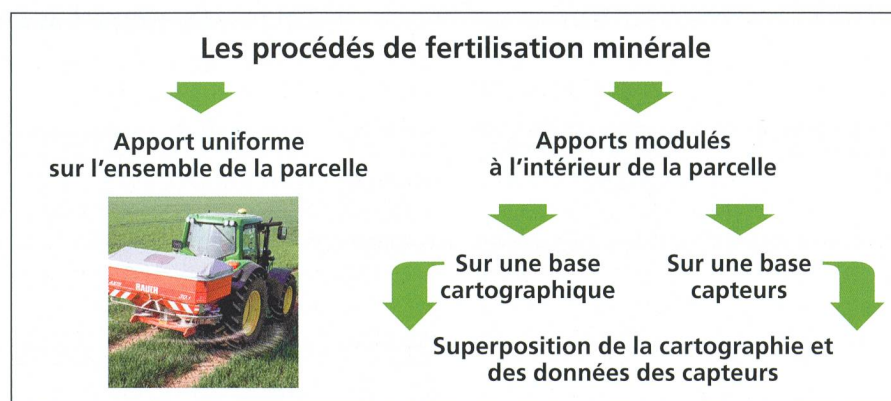 Les procédés de fertilisation minérale
Apport uniforme
sur l'ensemble de la parcelle
Apports modulés
à l'intérieur de la parcelle
RAUCH
Sur une base
cartographique
Sur une base
capteurs
Superposition de la cartographie et
des données des capteurs